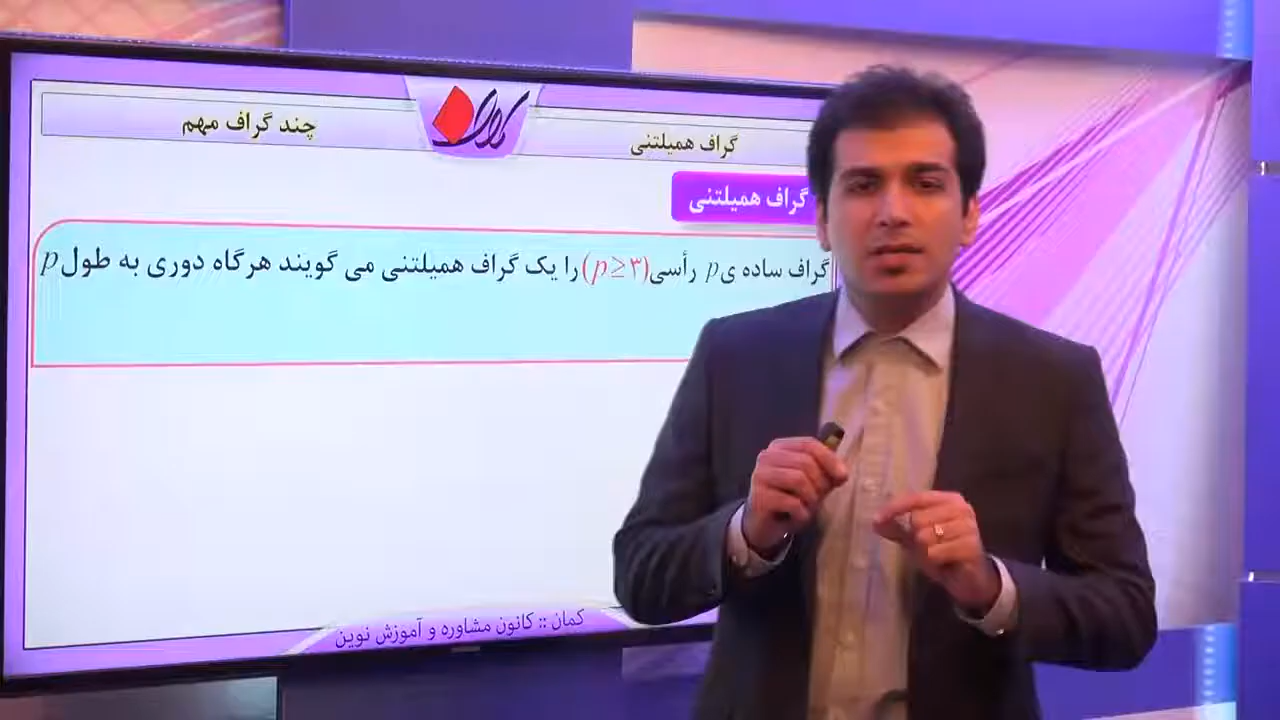 گراف همیلتنی
چند گراف مهم
گراف همیلتنی
گراف ساده ی p رأسی (p ≥ ۳) را یک گراف همیلتنی می گویند هرگاه دوری به طول p
کمان :: کانون مشاوره و آموزش نوین